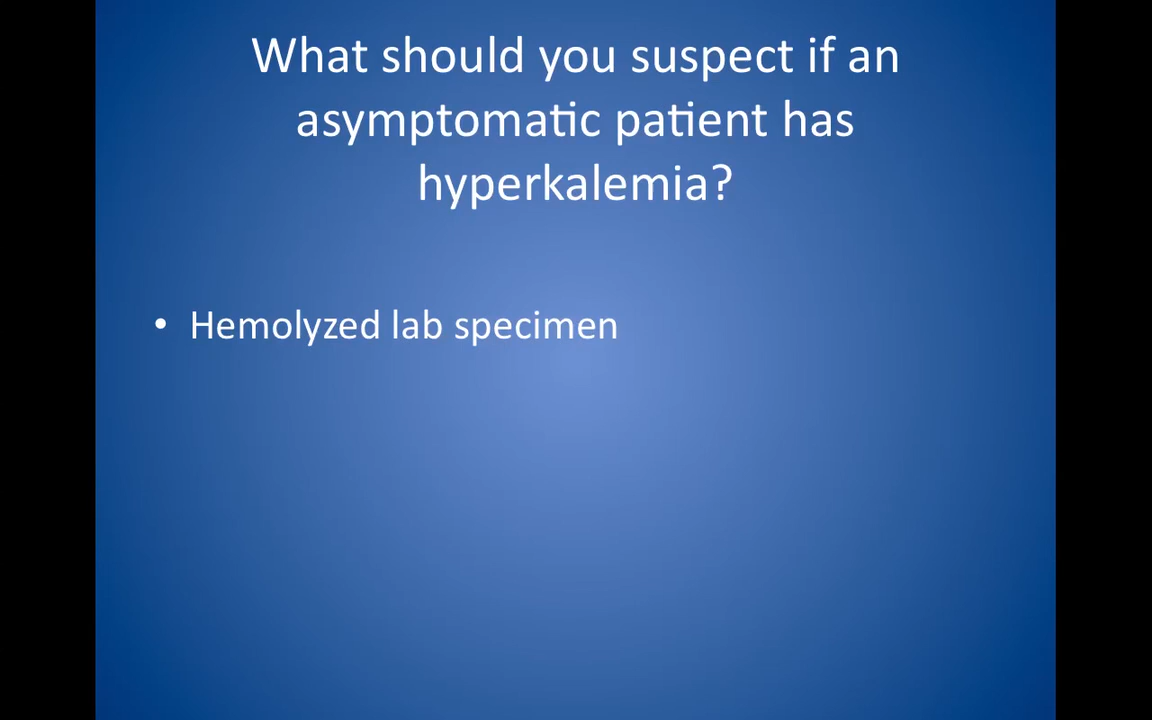 What should you suspect if an
asymptomatic patient has
hyperkalemia?
• Hemolyzed lab specimen